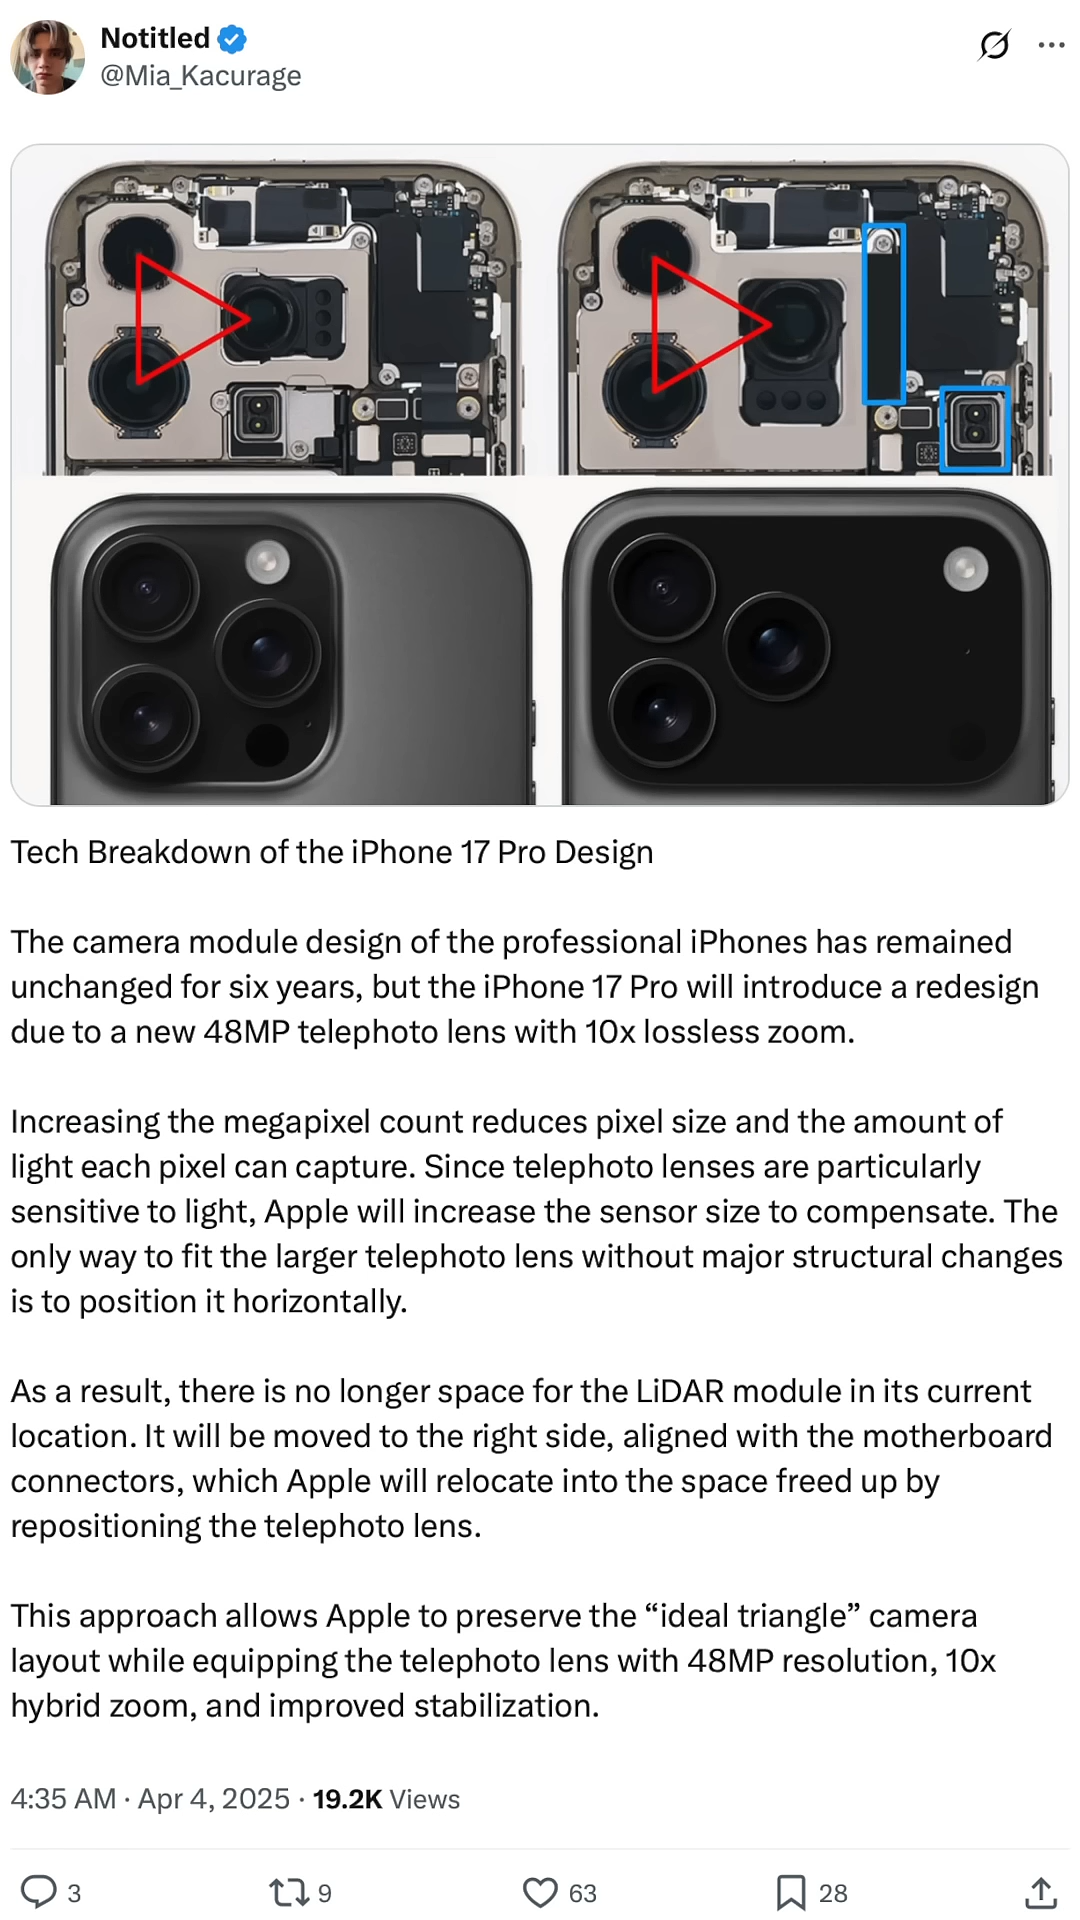 Notitled
@Mia_Kacurage
Tech Breakdown of the iPhone 17 Pro Design
The camera module design of the professional iPhones has remained
unchanged for six years, but the iPhone 17 Pro will introduce a redesign
due to a new 48MP telephoto lens with 10x lossless zoom.
Increasing the megapixel count reduces pixel size and the amount of
light each pixel can capture. Since telephoto lenses are particularly
sensitive to light, Apple will increase the sensor size to compensate. The
only way to fit the larger telephoto lens without major structural changes
is to position it horizontally.
As a result, there is no longer space for the LiDAR module in its current
location. It will be moved to the right side, aligned with the motherboard
connectors, which Apple will relocate into the space freed up by
repositioning the telephoto lens.
This approach allows Apple to preserve the “ideal triangle” camera
layout while equipping the telephoto lens with 48MP resolution, 10x
hybrid zoom, and improved stabilization.
4:35 AM · Apr 4, 2025 · 19.2K Views
3 9 63 28